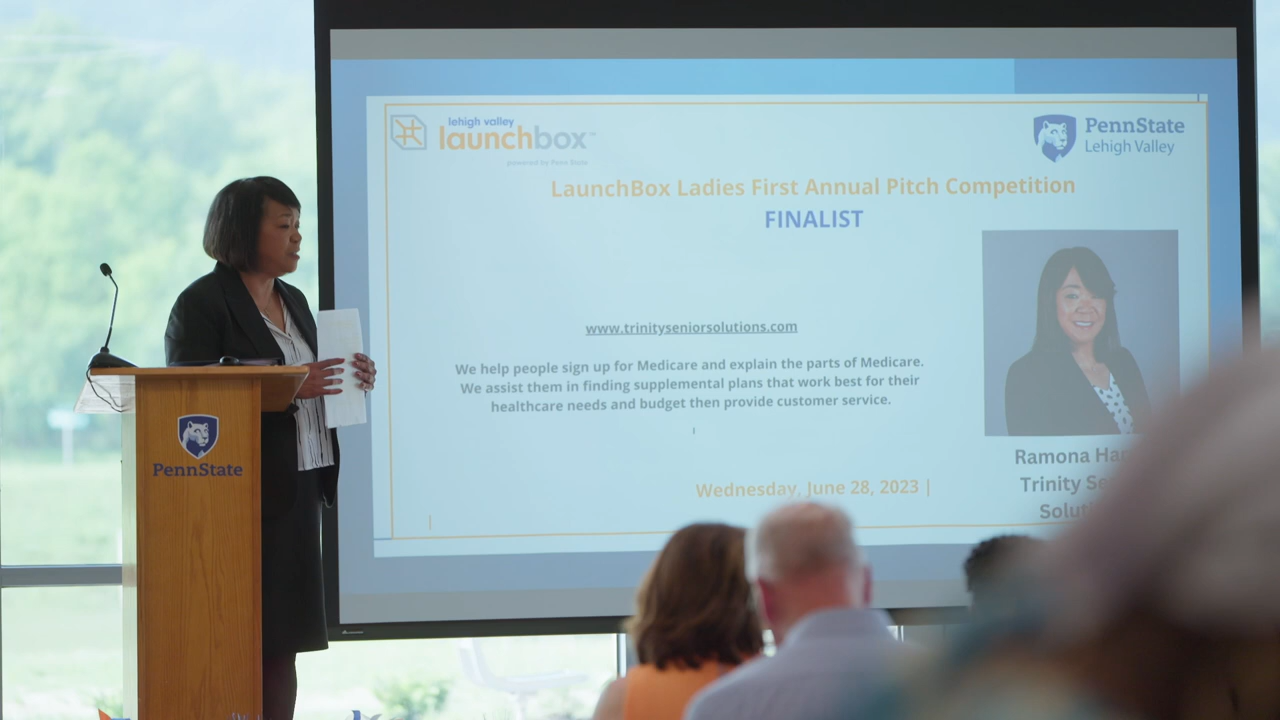 lehigh valley
launchbox™
powered by Penn State
PennState
Lehigh Valley
LaunchBox Ladies First Annual Pitch Competition
FINALIST
www.trinityseniorsolutions.com
We help people sign up for Medicare and explain the parts of Medicare.
We assist them in finding supplemental plans that work best for their
healthcare needs and budget then provide customer service.
Ramona
Trinity
Wednesday, June 28, 2023 |
PennState